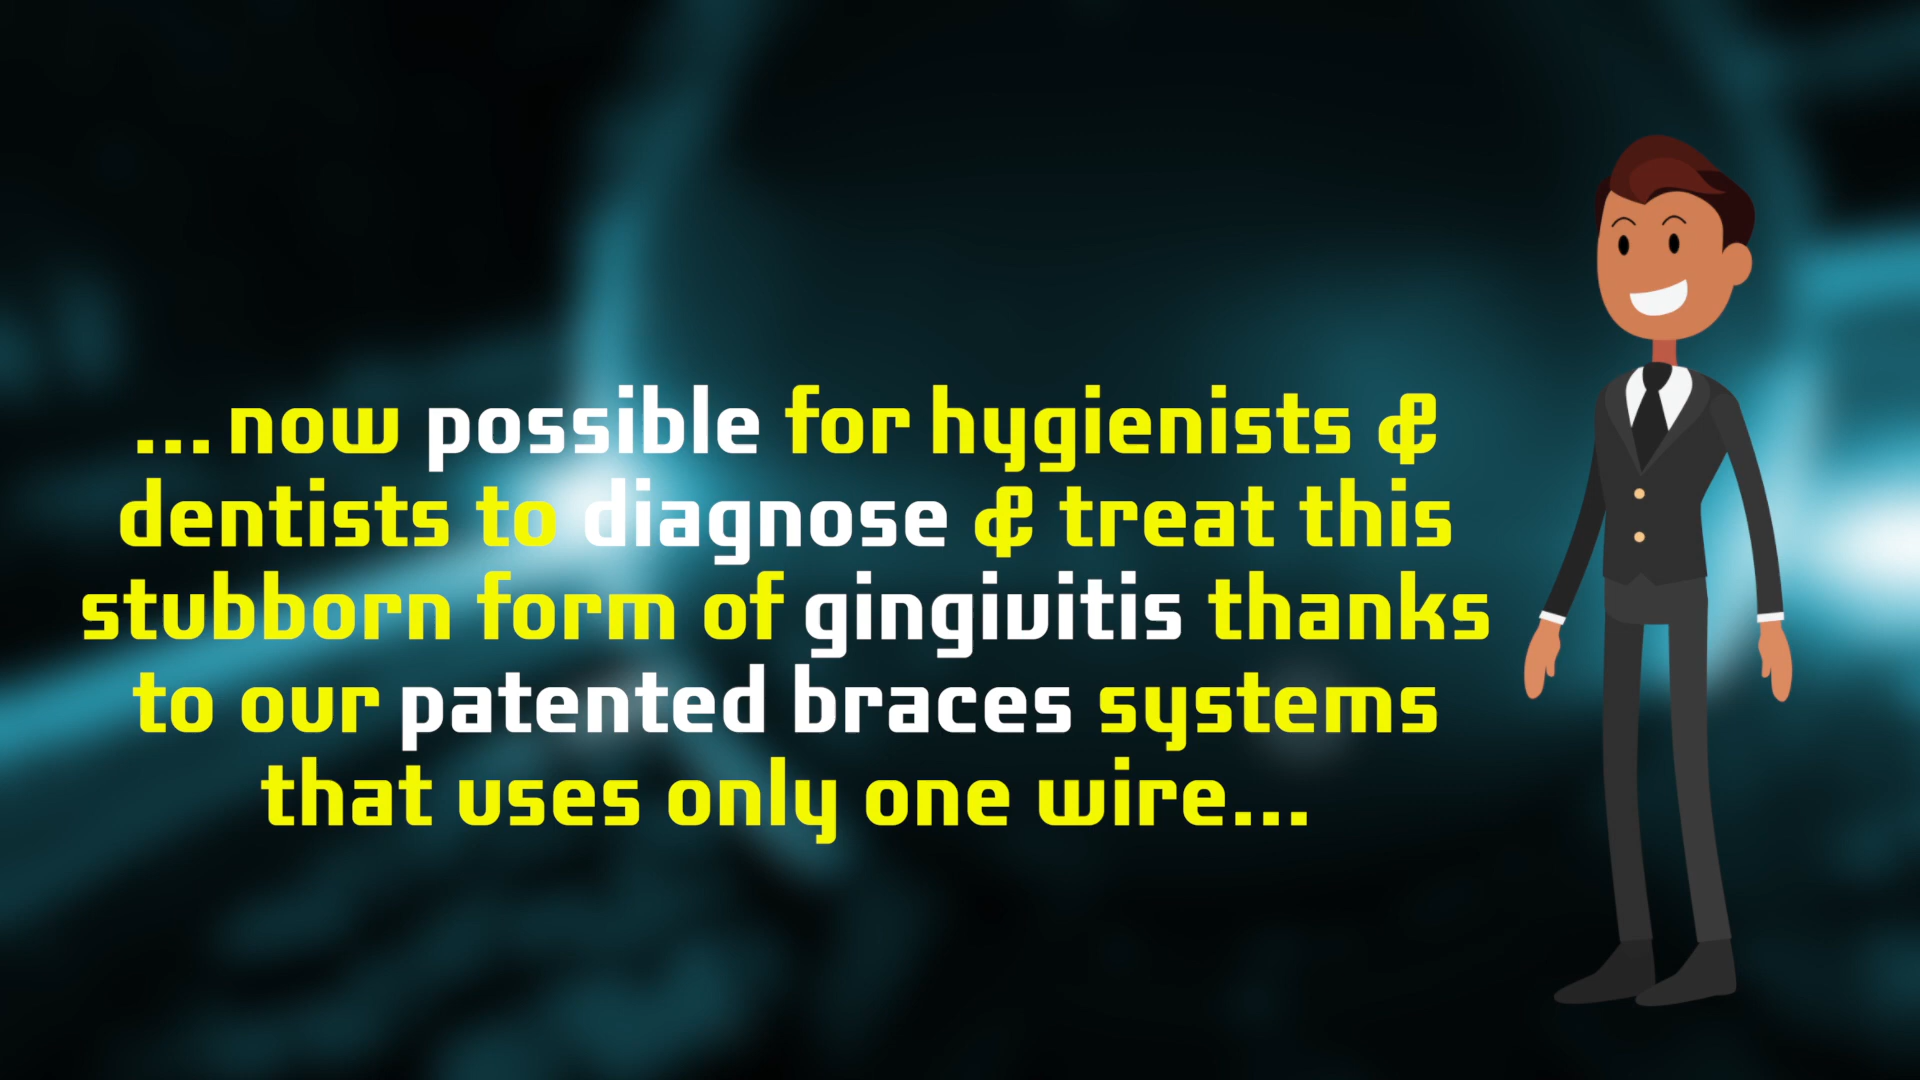 ... now possible for hygienists &
dentists to diagnose & treat this
stubborn form of gingivitis thanks
to our patented braces systems
that uses only one wire...